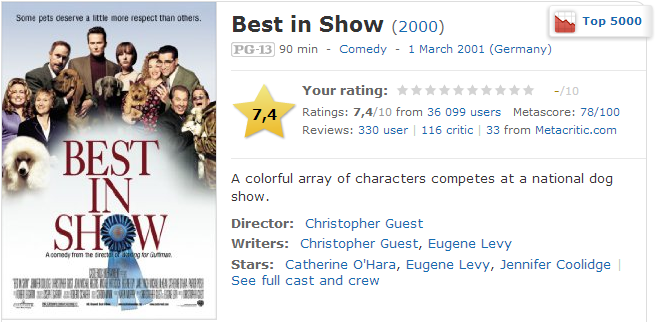 Some pets deserve a little more respect than others.
BEST
IN
SHOW
A comedy from the director of Waiting for Guffman.
Best in Show (2000)
Top 5000
PG-13 90 min - Comedy - 1 March 2001 (Germany)
7,4
Your rating: -/10
Ratings: 7,4/10 from 36 099 users Metascore: 78/100
Reviews: 330 user | 116 critic | 33 from Metacritic.com
A colorful array of characters competes at a national dog
show.
Director: Christopher Guest
Writers: Christopher Guest, Eugene Levy
Stars: Catherine O'Hara, Eugene Levy, Jennifer Coolidge |
See full cast and crew